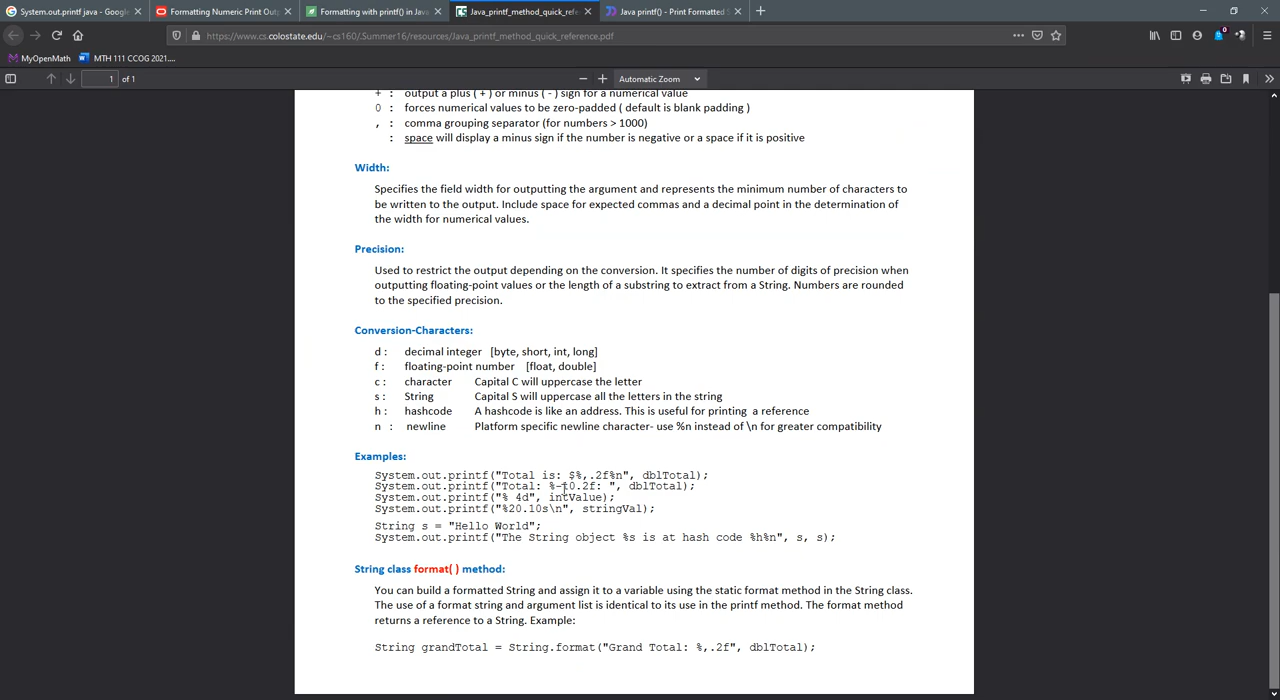 System.out.printf java - Googl
Formatting Numeric Print Out
Formatting with printf() in Java
Java_printf_method_quick_refe
Java printf() - Print Formatted
https://www.cs.colostate.edu/~cs160/.Summer16/resources/Java_printf_method_quick_reference.pdf
0
MyOpenMath MTH 111 CCOG 2021....
1 of 1 Automatic Zoom
+ : output a plus ( + ) or minus ( - ) sign for a numerical value
0 : forces numerical values to be zero-padded ( default is blank padding )
, : comma grouping separator (for numbers > 1000)
: space will display a minus sign if the number is negative or a space if it is positive
Width:
Specifies the field width for outputting the argument and represents the minimum number of characters to
be written to the output. Include space for expected commas and a decimal point in the determination of
the width for numerical values.
Precision:
Used to restrict the output depending on the conversion. It specifies the number of digits of precision when
outputting floating-point values or the length of a substring to extract from a String. Numbers are rounded
to the specified precision.
Conversion-Characters:
d : decimal integer [byte, short, int, long]
f : floating-point number [float, double]
c : character Capital C will uppercase the letter
s : String Capital S will uppercase all the letters in the string
h : hashcode A hashcode is like an address. This is useful for printing a reference
n : newline Platform specific newline character- use %n instead of \n for greater compatibility
Examples:
System.out.printf("Total is: $%,.2f%n", dblTotal);
System.out.printf("Total: %-10.2f: ", dblTotal);
System.out.printf("% 4d", intValue);
System.out.printf("%20.10s\n", stringVal);
String s = "Hello World";
System.out.printf("The String object %s is at hash code %h%n", s, s);
String class format( ) method:
You can build a formatted String and assign it to a variable using the static format method in the String class.
The use of a format string and argument list is identical to its use in the printf method. The format method
returns a reference to a String. Example:
String grandTotal = String.format("Grand Total: %,.2f", dblTotal);